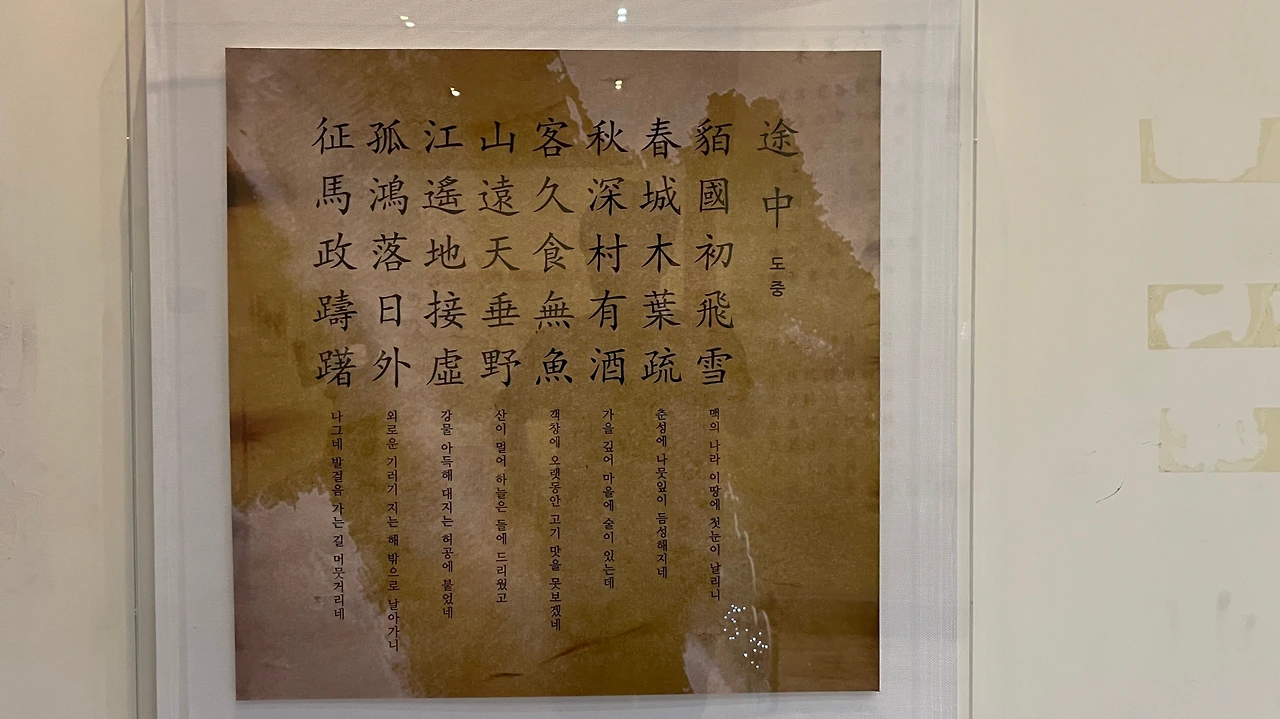 途中 도중
貊國初飛雪 맥의 나라 이땅에 첫눈이 날리니
春城木葉疏 춘성에 나뭇잎이 듬성해지네
秋深村有酒 가을 깊어 마을에 술이 있는데
客久食無魚 객창에 오랫동안 고기 맛을 못보겠네
山遠天垂野 산이 멀어 하늘은 들에 드리웠고
江遙地接虛 강물 아득해 대지는 허공에 붙었네
孤鴻落日外 외로운 기러기 지는 해 밖으로 날아가니
征馬政躊躇 나그네 발걸음 가는 길 머뭇거리네